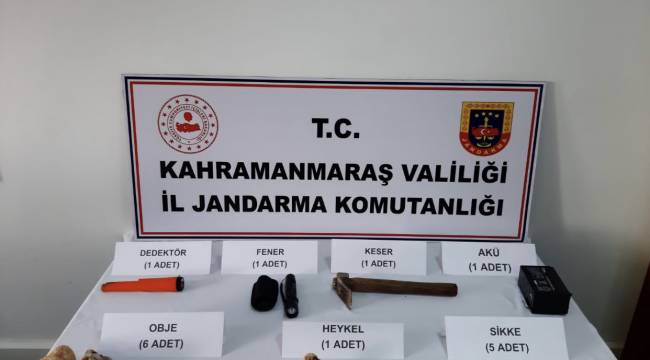 T.C.
KAHRAMANMARAŞ VALİLİĞİ
İL JANDARMA KOMUTANLIĞI
JANDARMA
DEDEKTÖR
(1 ADET)
FENER
(1 ADET)
KESER
(1 ADET)
AKÜ
(1 ADET)
OBJE
(6 ADET)
HEYKEL
(1 ADET)
SİKKE
(5 ADET)